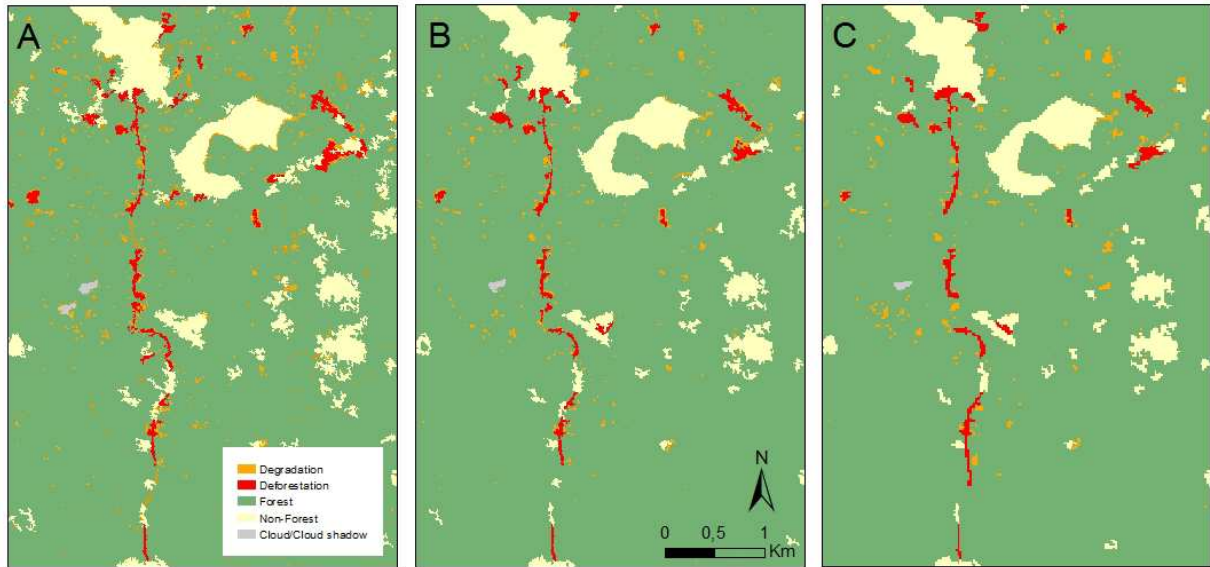 A
B
C
Degradation
Deforestation
Forest
Non-Forest
Cloud/Cloud shadow
N
0 0,5 1
Km